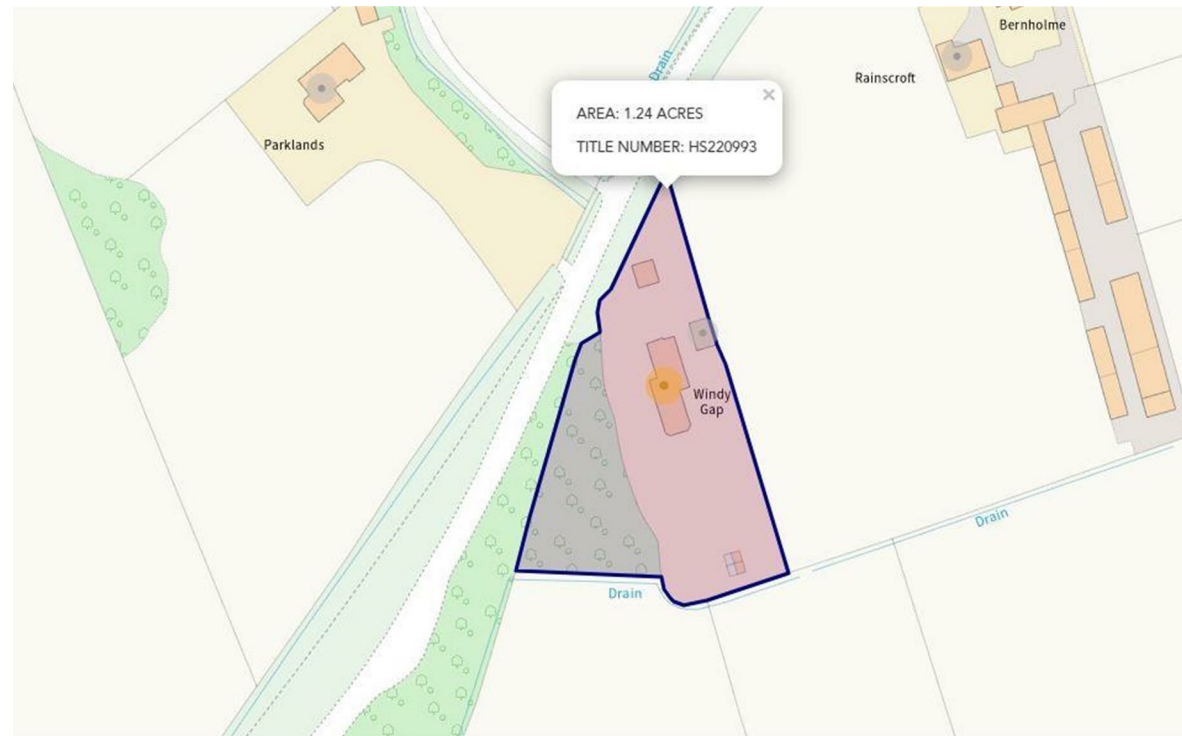 Bernholme
Drain
Rainscroft
×
AREA: 1.24 ACRES
TITLE NUMBER: HS220993
Parklands
Windy
Gap
Drain
Drain